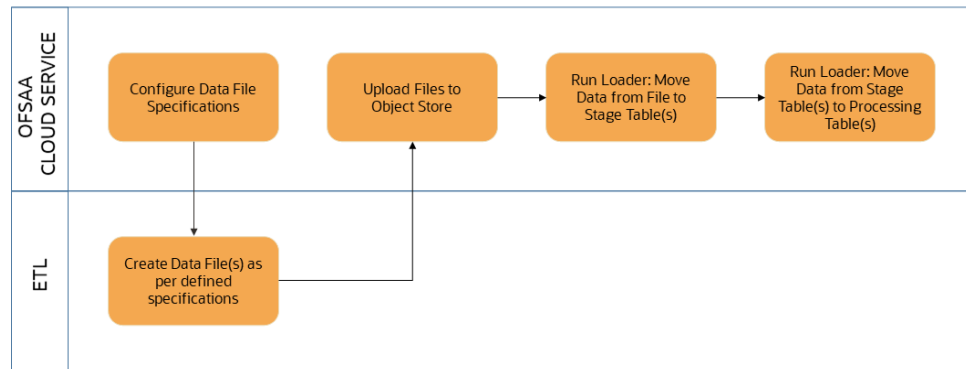 OFSAA
CLOUD SERVICE
Configure Data File
Specifications
Upload Files to
Object Store
Run Loader: Move
Data from File to
Stage Table(s)
Run Loader: Move
Data from Stage
Table(s) to Processing
Table(s)
ETL
Create Data File(s) as
per defined
specifications